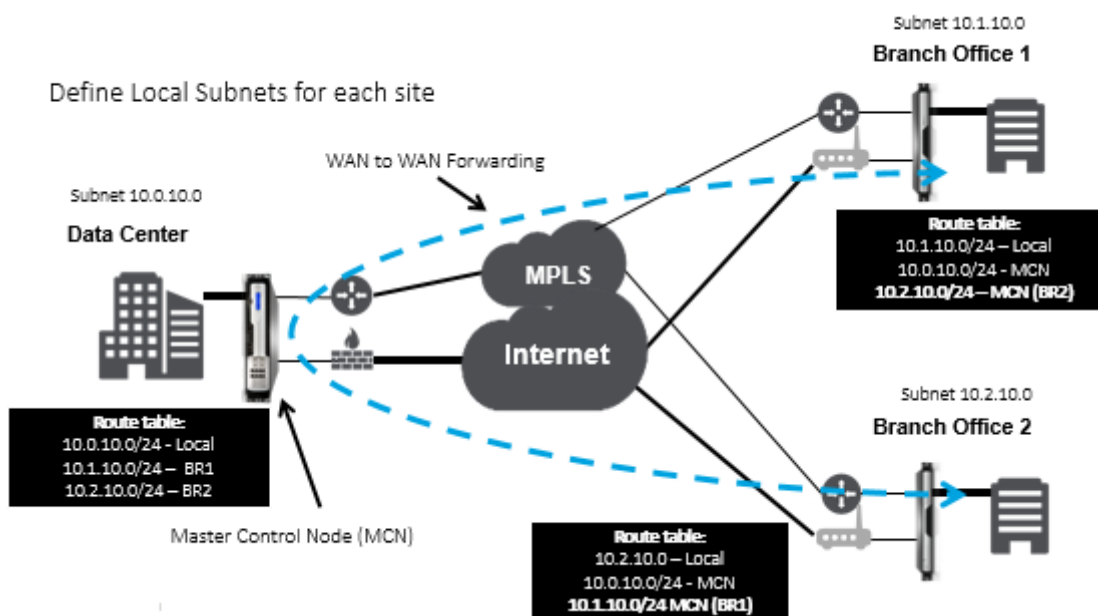 Subnet 10.1.10.0
Branch Office 1
Define Local Subnets for each site
WAN to WAN Forwarding
Subnet 10.0.10.0
Data Center
Route table:
10.1.10.0/24 – Local
10.0.10.0/24 - MCN
10.2.10.0/24 – MCN (BR2)
MPLS
Internet
Subnet 10.2.10.0
Branch Office 2
Route table:
10.0.10.0/24 - Local
10.1.10.0/24 – BR1
10.2.10.0/24 – BR2
Master Control Node (MCN)
Route table:
10.2.10.0 – Local
10.0.10.0/24 - MCN
10.1.10.0/24 MCN (BR1)